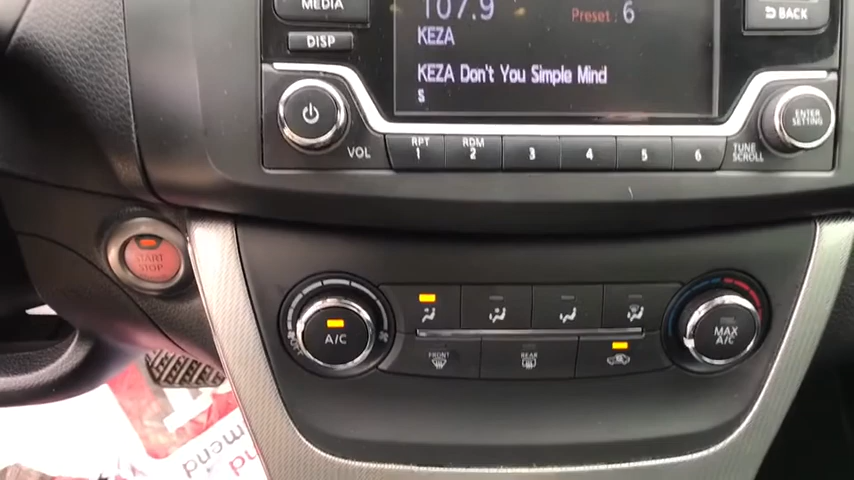 MEDIA
107.9
Preset: 6
BACK
KEZA
DISP
KEZA Don't You Simple Mind
s
ENTER
SETTING
VOL
RPT
1
RDM
2
3
4
5
6
TUNE
SCROLL
START
STOP
A/C
OFF
MAX
A/C
FRONT
REAR